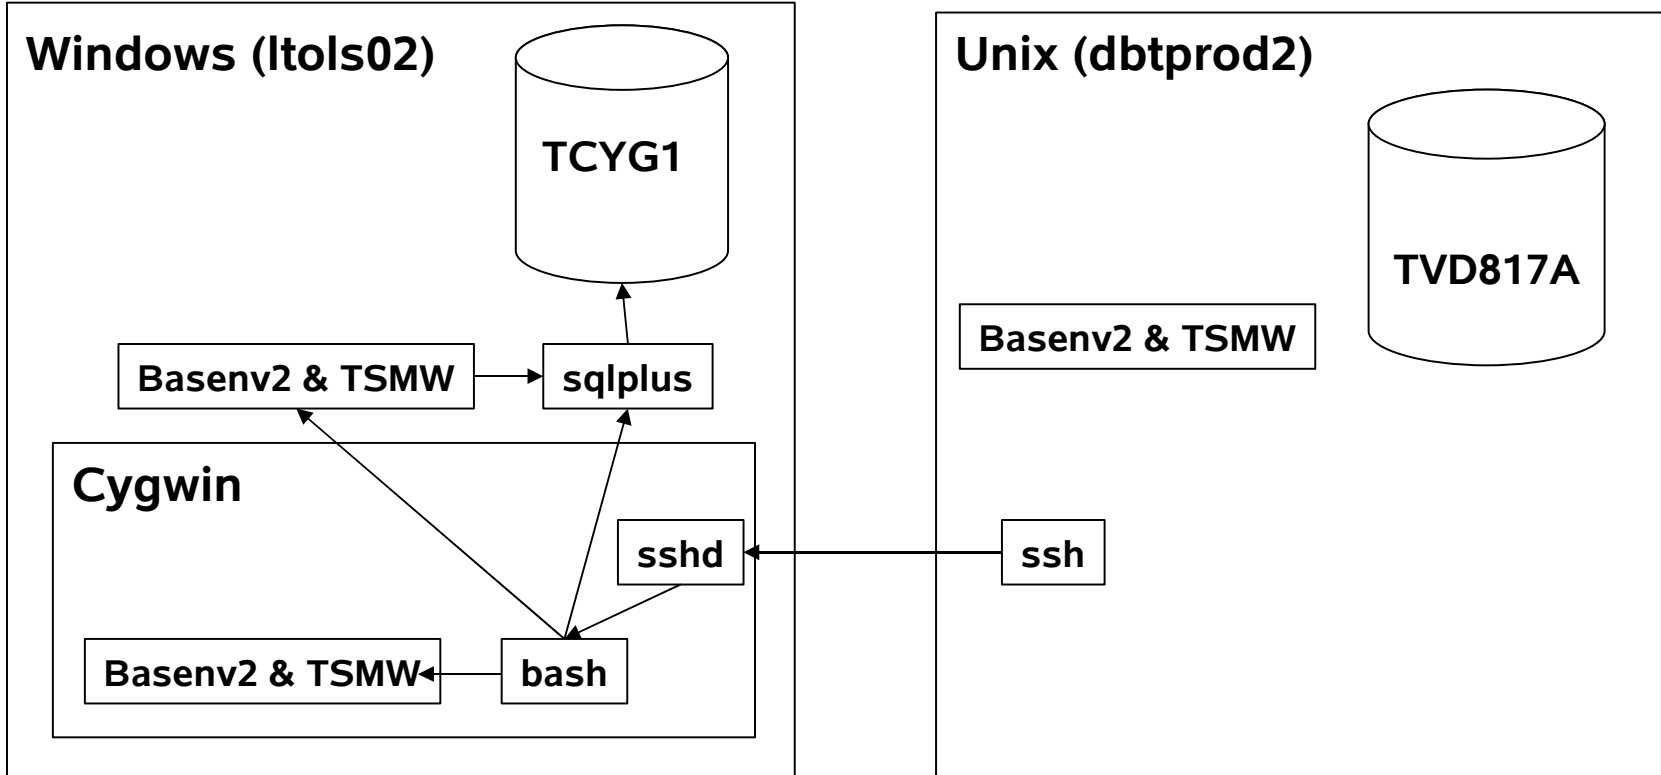 Windows (ltols02)
TCYG1
Basenv2 & TSMW
sqlplus
Cygwin
sshd
Basenv2 & TSMW
bash
Unix (dbtprod2)
TVD817A
Basenv2 & TSMW
ssh